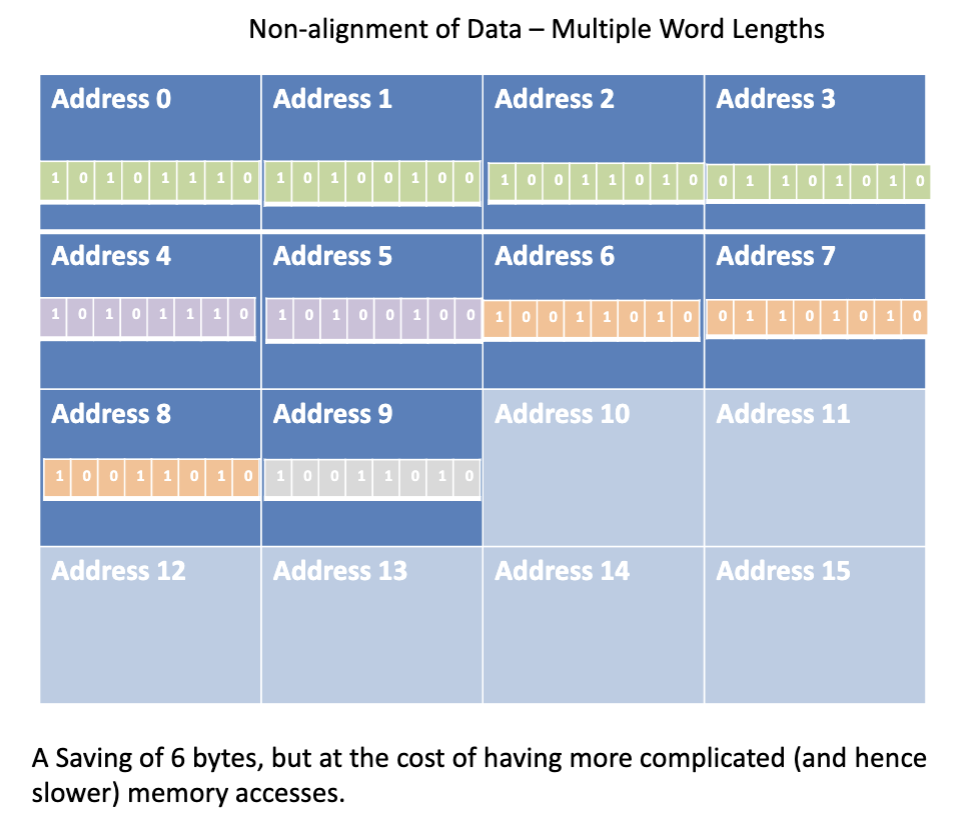 Non-alignment of Data – Multiple Word Lengths
Address 0 Address 1 Address 2 Address 3
1 0 1 0 1 1 1 0 1 0 1 0 0 1 0 0 1 0 0 1 1 0 1 0 0 1 1 0 1 0 1 0
Address 4 Address 5 Address 6 Address 7
1 0 1 0 1 1 1 0 1 0 1 0 0 1 0 0 1 0 0 1 1 0 1 0 0 1 1 0 1 0 1 0
Address 8 Address 9 Address 10 Address 11
1 0 0 1 1 0 1 0 1 0 0 1 1 0 1 0
Address 12 Address 13 Address 14 Address 15
A Saving of 6 bytes, but at the cost of having more complicated (and hence
slower) memory accesses.